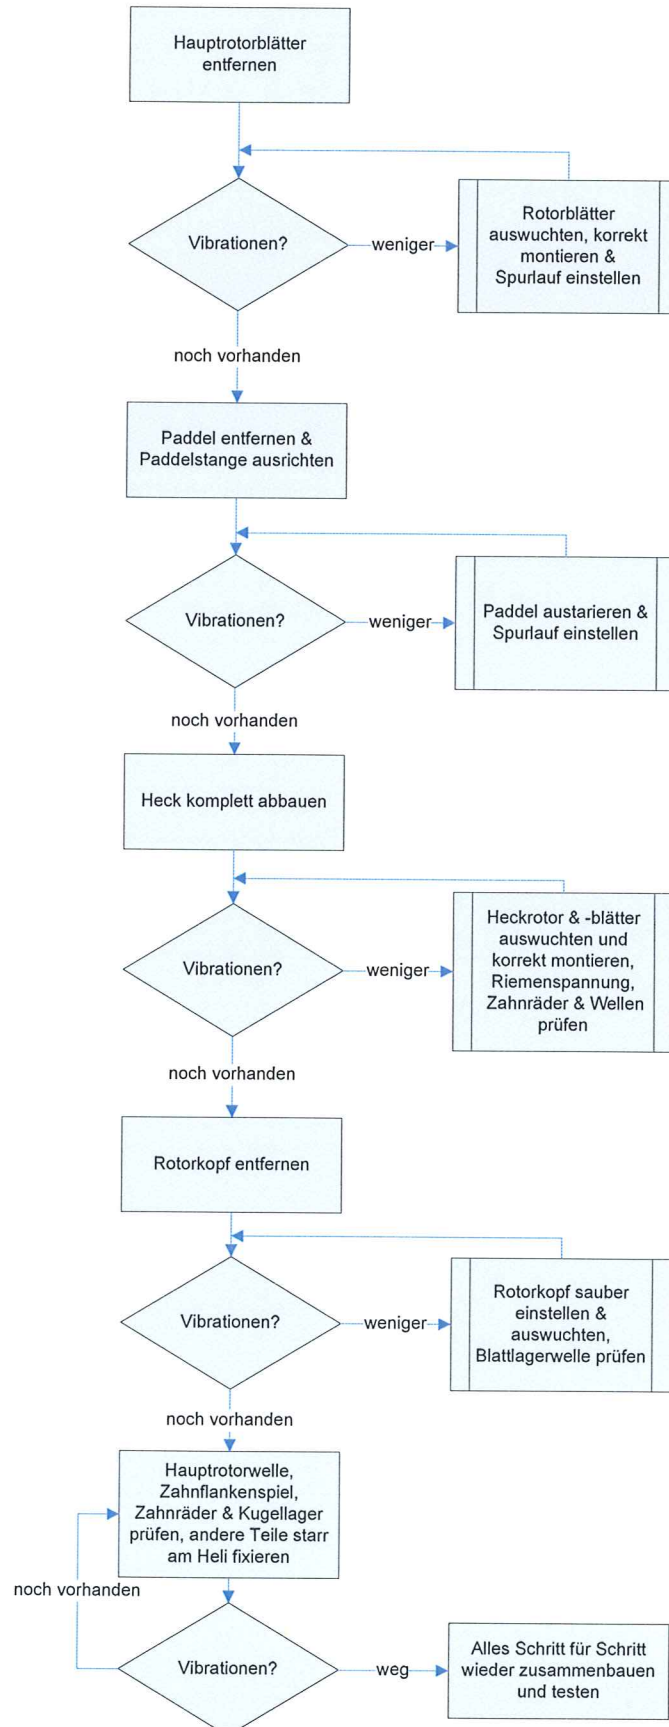 Hauptrotorblätter
entfernen
Vibrationen?
weniger
Rotorblätter
auswuchten, korrekt
montieren &
Spurlauf einstellen
noch vorhanden
Paddel entfernen &
Paddelstange ausrichten
Vibrationen?
weniger
Paddel austarieren &
Spurlauf einstellen
noch vorhanden
Heck komplett abbauen
Vibrationen?
weniger
Heckrotor & -blätter
auswuchten und
korrekt montieren,
Riemenspannung,
Zahnräder & Wellen
prüfen
noch vorhanden
Rotorkopf entfernen
Vibrationen?
weniger
Rotorkopf sauber
einstellen &
auswuchten,
Blattlagerwelle prüfen
noch vorhanden
Hauptrotorwelle,
Zahnflankenspiel,
Zahnräder & Kugellager
prüfen, andere Teile starr
am Heli fixieren
noch vorhanden
Vibrationen?
weg
Alles Schritt für Schritt
wieder zusammenbauen
und testen